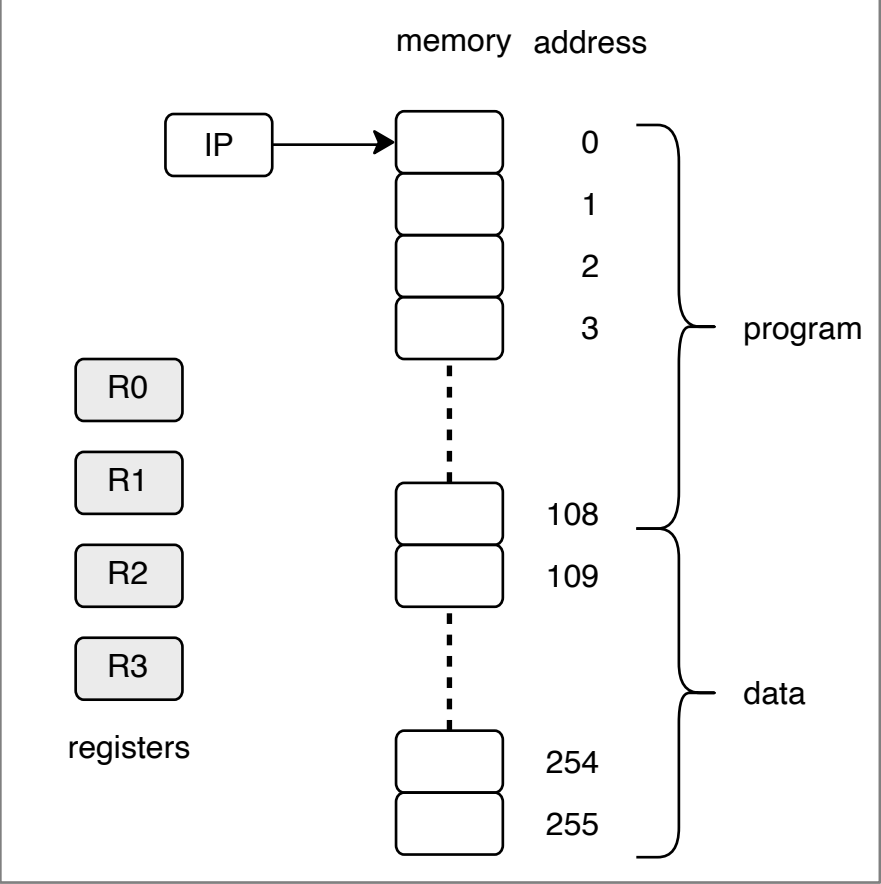 memory address
IP
0
1
2
3
program
R0
R1
R2
R3
registers
108
109
data
254
255